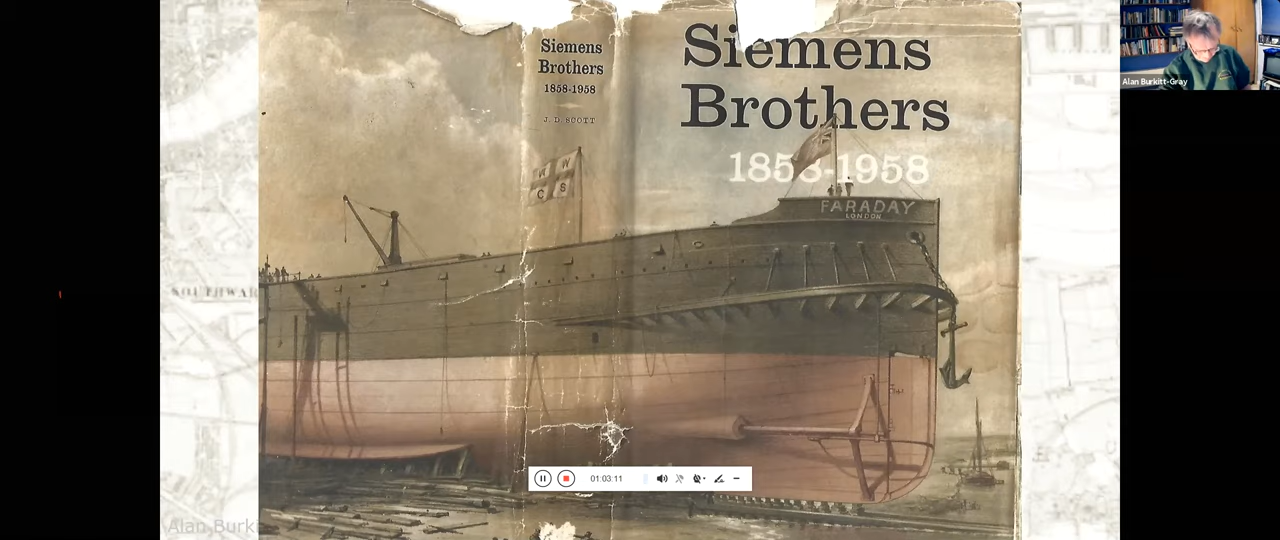 Siemens
Brothers
1858-1958
J. D. SCOTT
Siemens
Brothers
1858-1958
W W
C S
FARADAY
LONDON
SOUTHWAR
01:03:11
Alan Burkitt-Gray
Alan Burki